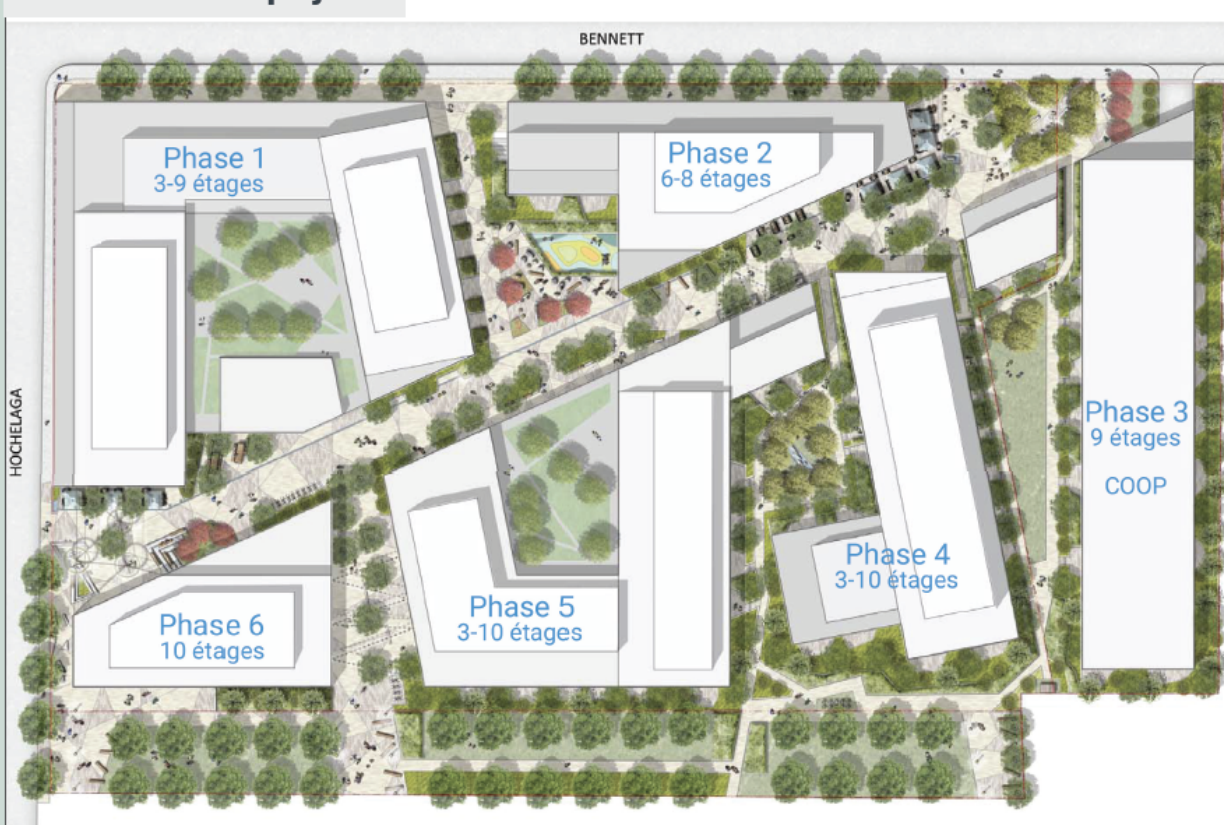 BENNETT
Phase 1
3-9 étages
Phase 2
6-8 étages
HOCHELAGA
Phase 3
9 étages
COOP
Phase 4
3-10 étages
Phase 5
3-10 étages
Phase 6
10 étages